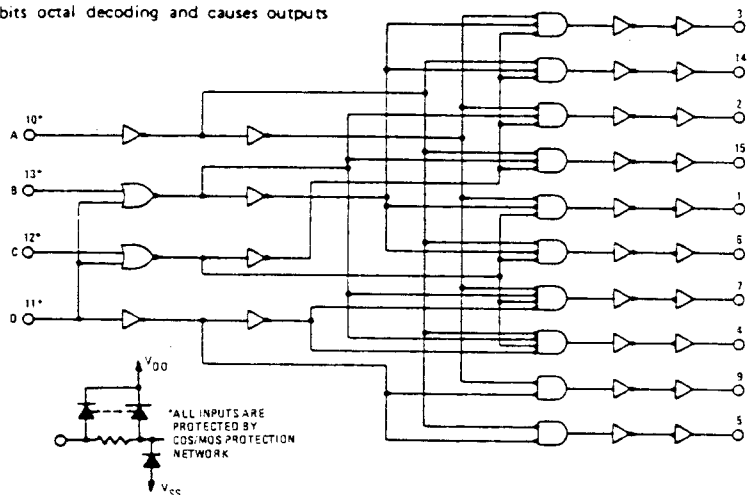 bits octal decoding and causes outputs
3
14
2
15
1
6
7
4
9
5
10*
A
13*
B
12*
C
11*
D
VDD
*ALL INPUTS ARE
PROTECTED BY
COS/MOS PROTECTION
NETWORK
VSS